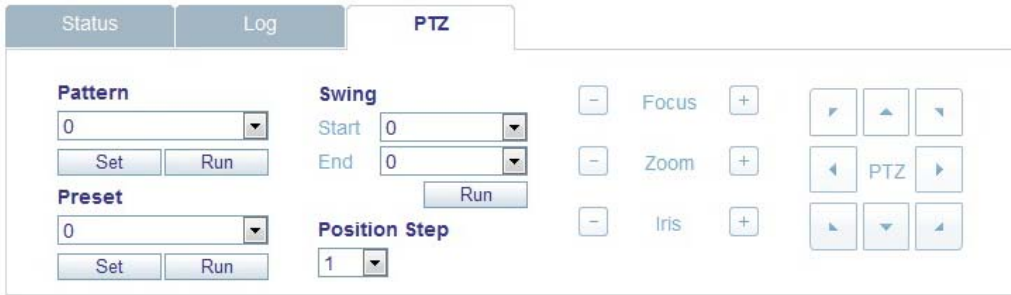 Status
Log
PTZ
Pattern
0
Set
Run
Preset
0
Set
Run
Swing
Start
0
End
0
Run
Position Step
1
- Focus +
- Zoom +
- Iris +
PTZ